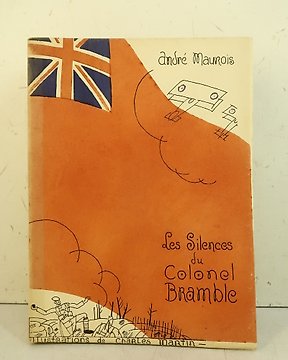 André Maurois
Les Silences
du
Colonel
Bramble
illustrations de Charles Martin